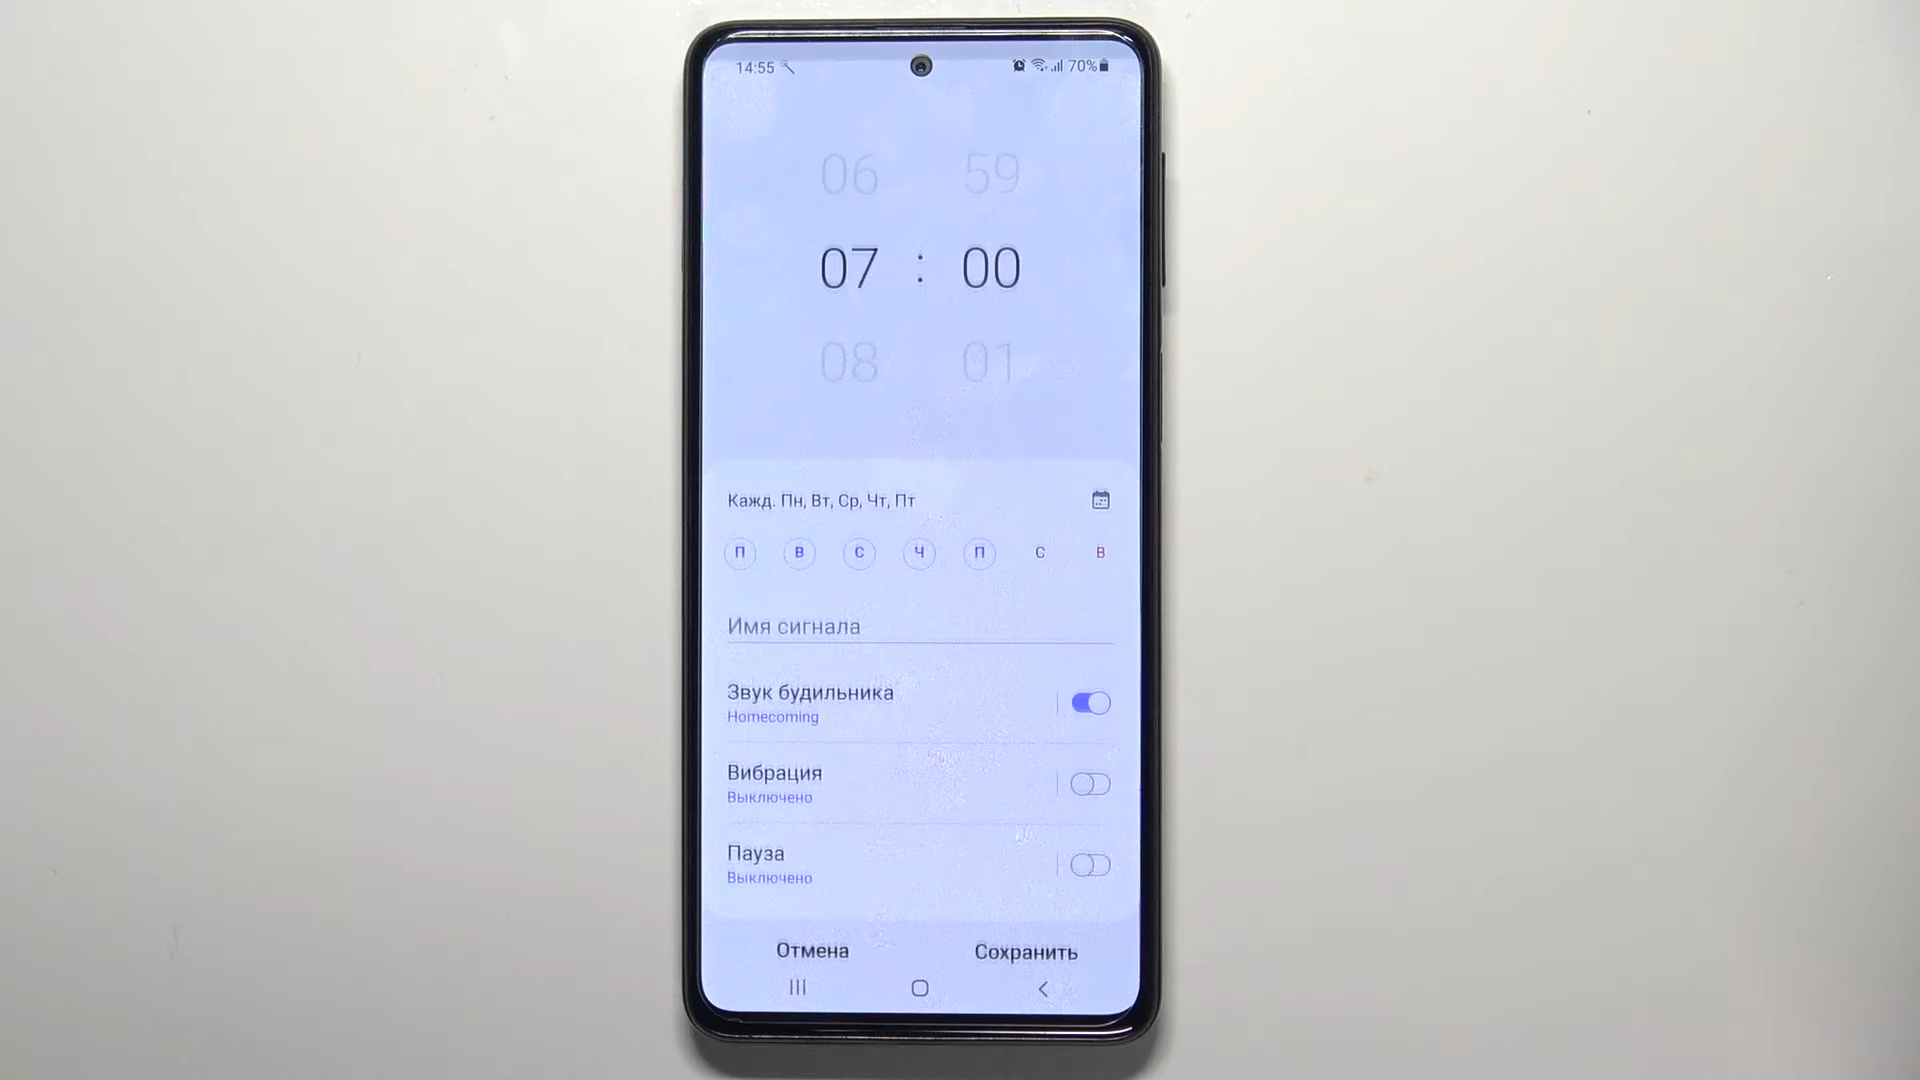 14:55 70%
06 59
07 : 00
08 01
Кажд. Пн, Вт, Ср, Чт, Пт
П В С Ч П С В
Имя сигнала
Звук будильника
Homecoming
Вибрация
Выключено
Пауза
Выключено
Отмена Сохранить